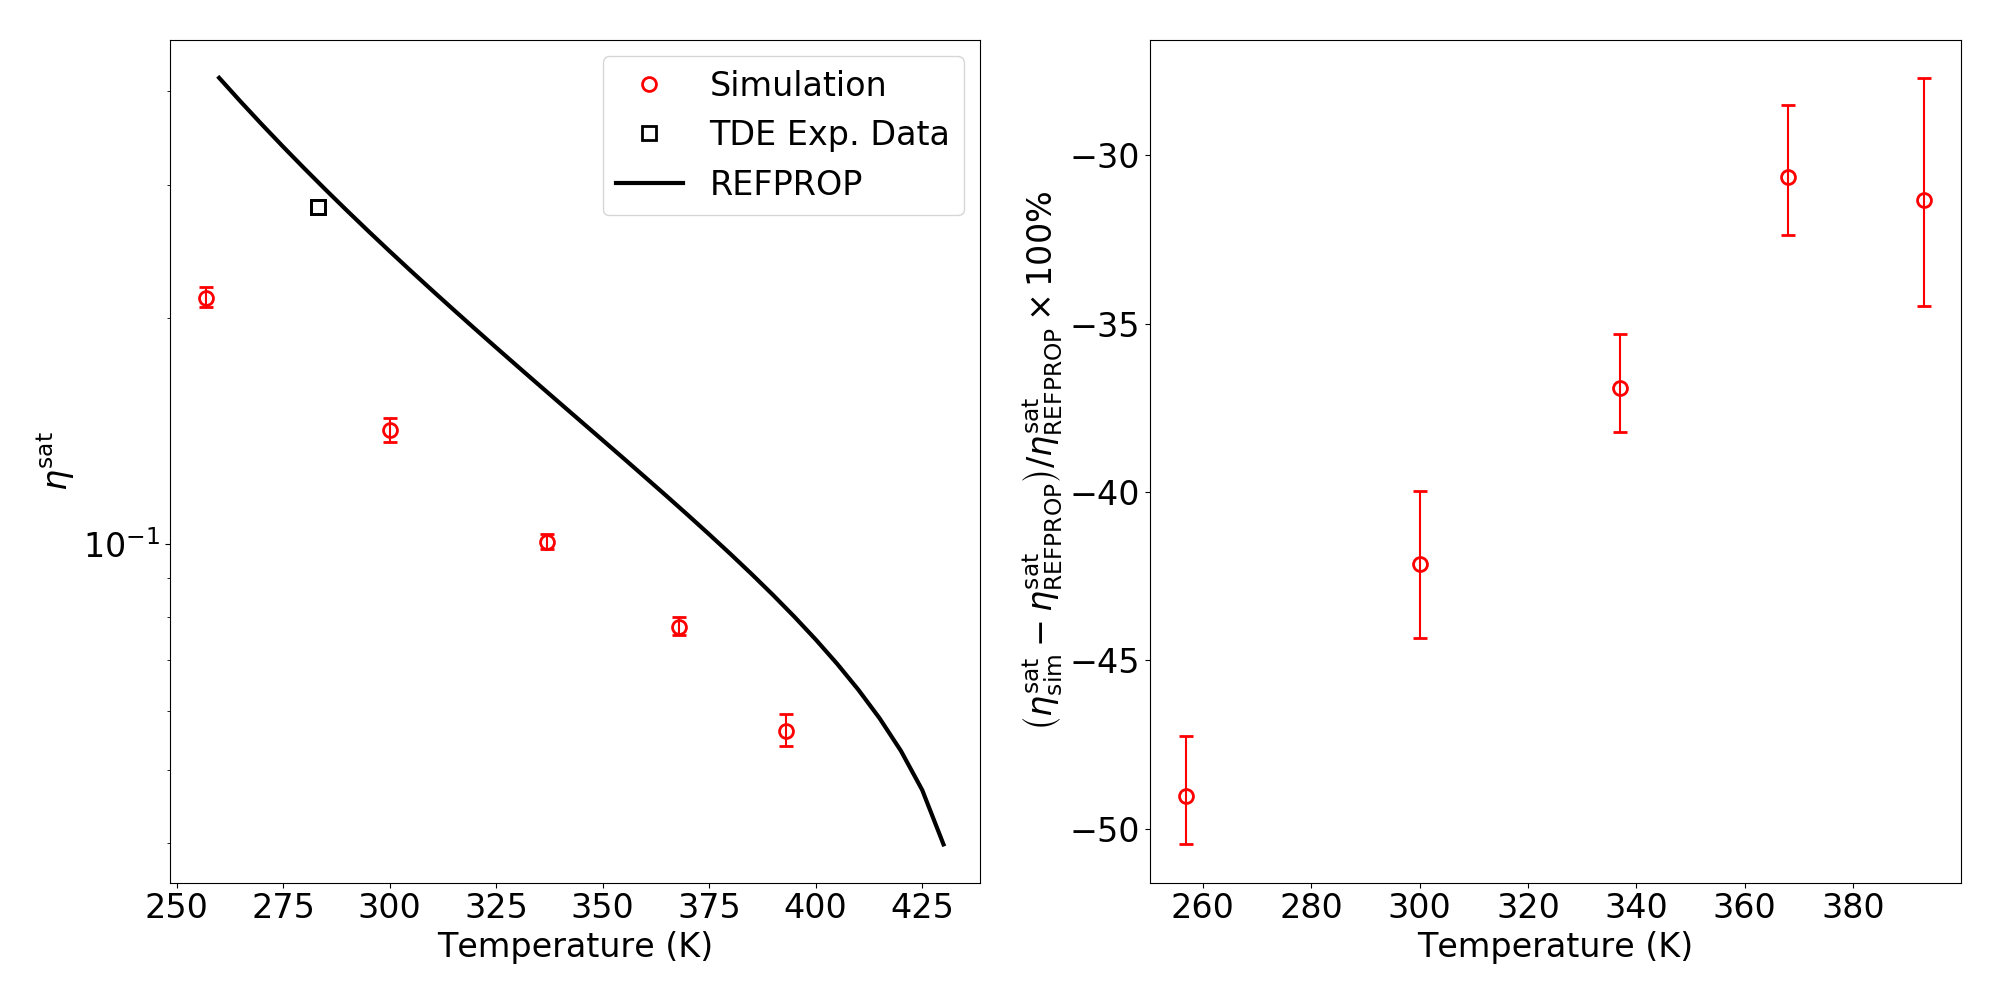 Simulation
TDE Exp. Data
REFPROP
η^sat
10⁻¹
250 275 300 325 350 375 400 425
Temperature (K)
(η^sat_sim − η^sat_REFPROP)/η^sat_REFPROP × 100%
−30
−35
−40
−45
−50
260 280 300 320 340 360 380
Temperature (K)